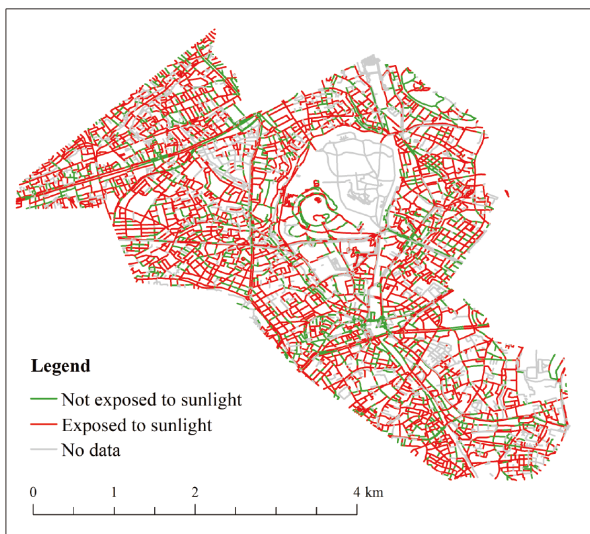 Legend
Not exposed to sunlight
Exposed to sunlight
No data
0 1 2 4 km